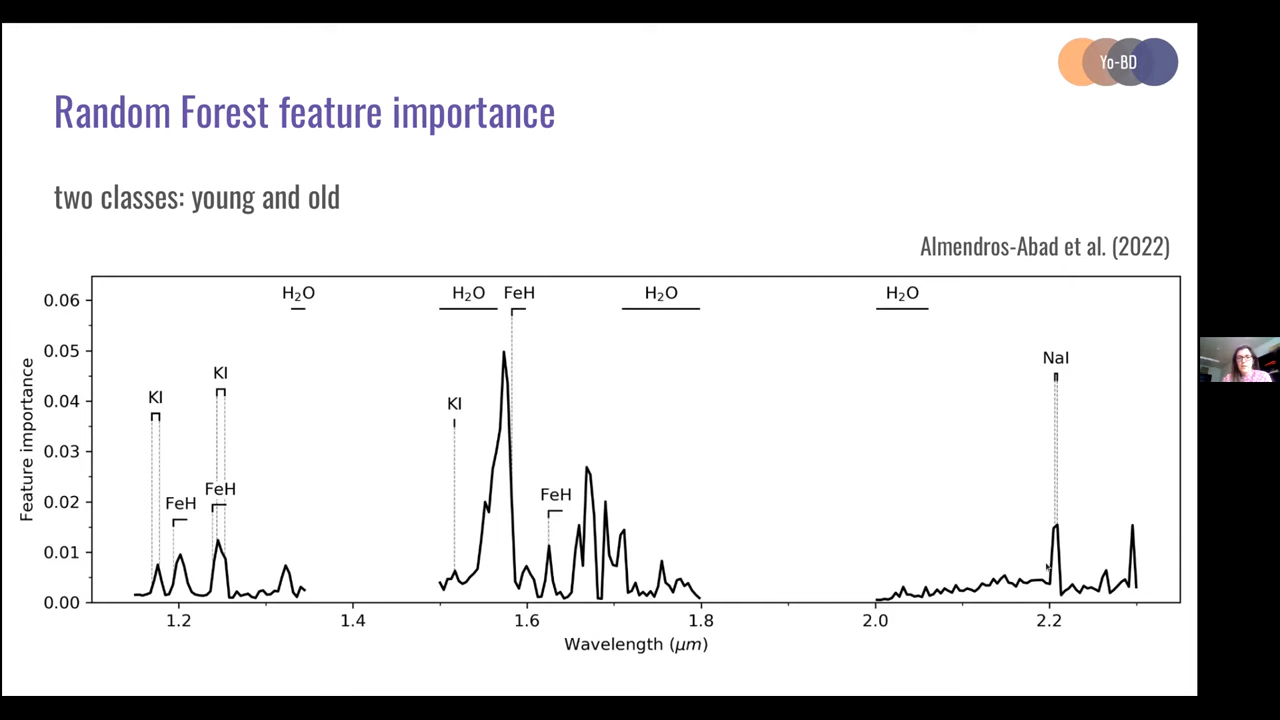 Yo-BD
Random Forest feature importance
two classes: young and old
Almendros-Abad et al. (2022)
H₂O
H₂O
FeH
H₂O
H₂O
KI
KI
KI
NaI
FeH
FeH
FeH
0.06
0.05
0.04
0.03
0.02
0.01
0.00
Feature importance
1.2
1.4
1.6
1.8
2.0
2.2
Wavelength (μm)